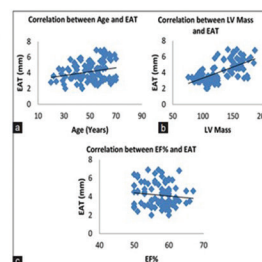 Correlation between Age and EAT
EAT (mm)
8
6
4
2
0
10 30 50 70 90
Age (Years)
a
Correlation between LV Mass
and EAT
EAT (mm)
8
6
4
2
0
50 100 150 200
LV Mass
b
Correlation between EF% and EAT
EAT (mm)
8
6
4
2
0
40 50 60 70
EF%
c